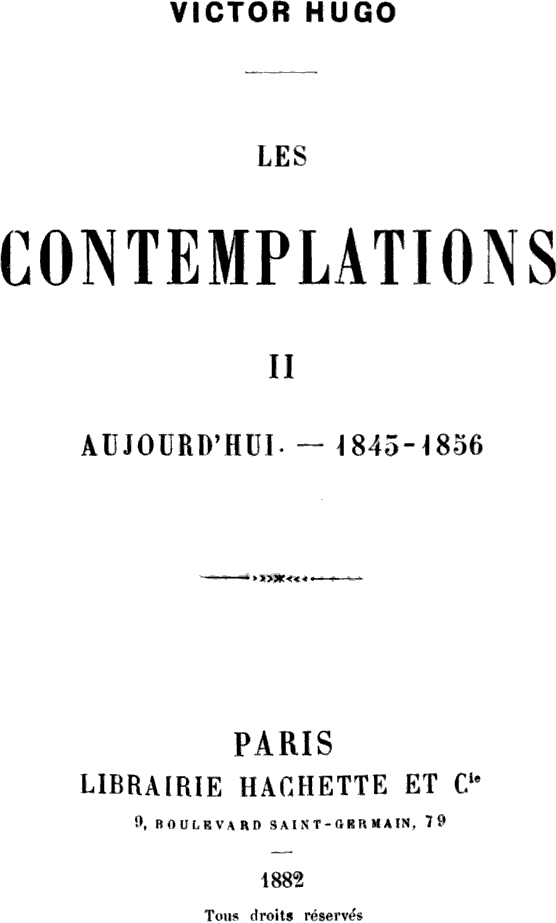 VICTOR HUGO
LES
CONTEMPLATIONS
II
AUJOURD'HUI. — 1845-1856
PARIS
LIBRAIRIE HACHETTE ET Cie
9, BOULEVARD SAINT-GERMAIN, 79
1882
Tous droits réservés